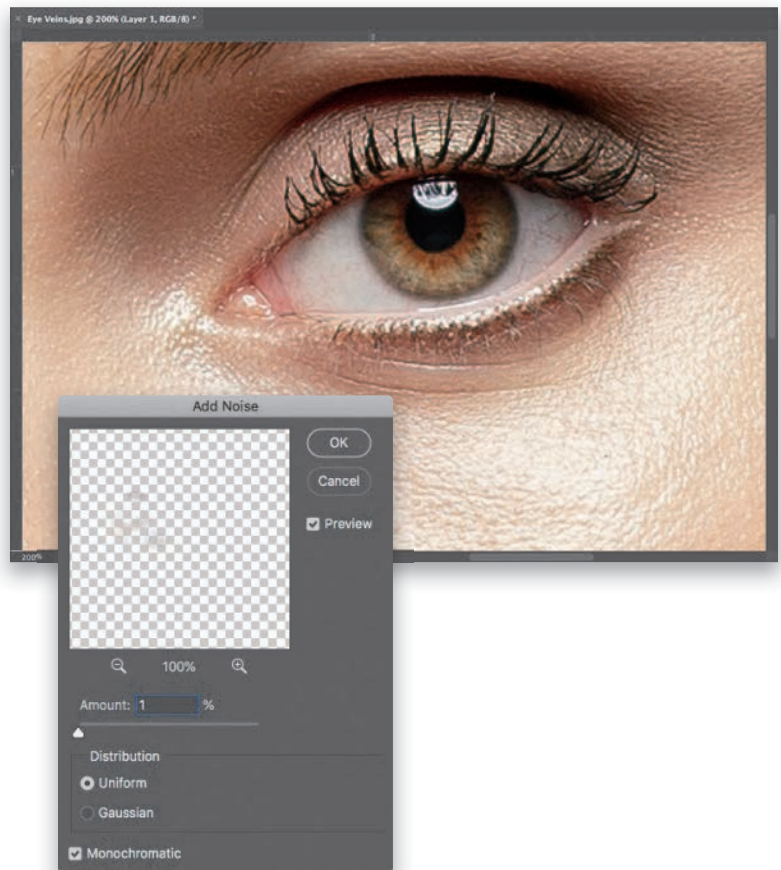 × Eye Veins.jpg @ 200% (Layer 1, RGB/8) *
200%
Add Noise
OK
Cancel
Preview
100%
Amount: 1 %
Distribution
Uniform
Gaussian
Monochromatic